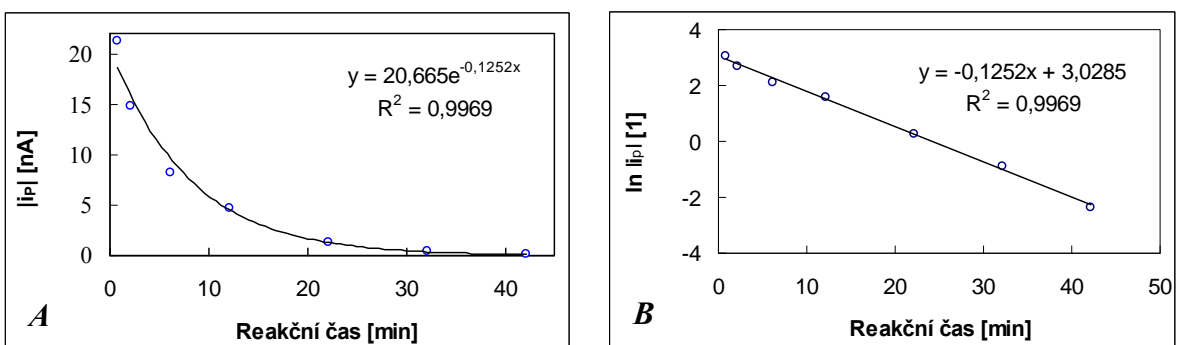 20
15
10
5
0
|iP| [nA]
y = 20,665e-0,1252x
R2 = 0,9969
0 10 20 30 40
Reakční čas [min]
A
4
2
0
-2
-4
ln |ip| [1]
y = -0,1252x + 3,0285
R2 = 0,9969
0 10 20 30 40 50
Reakční čas [min]
B